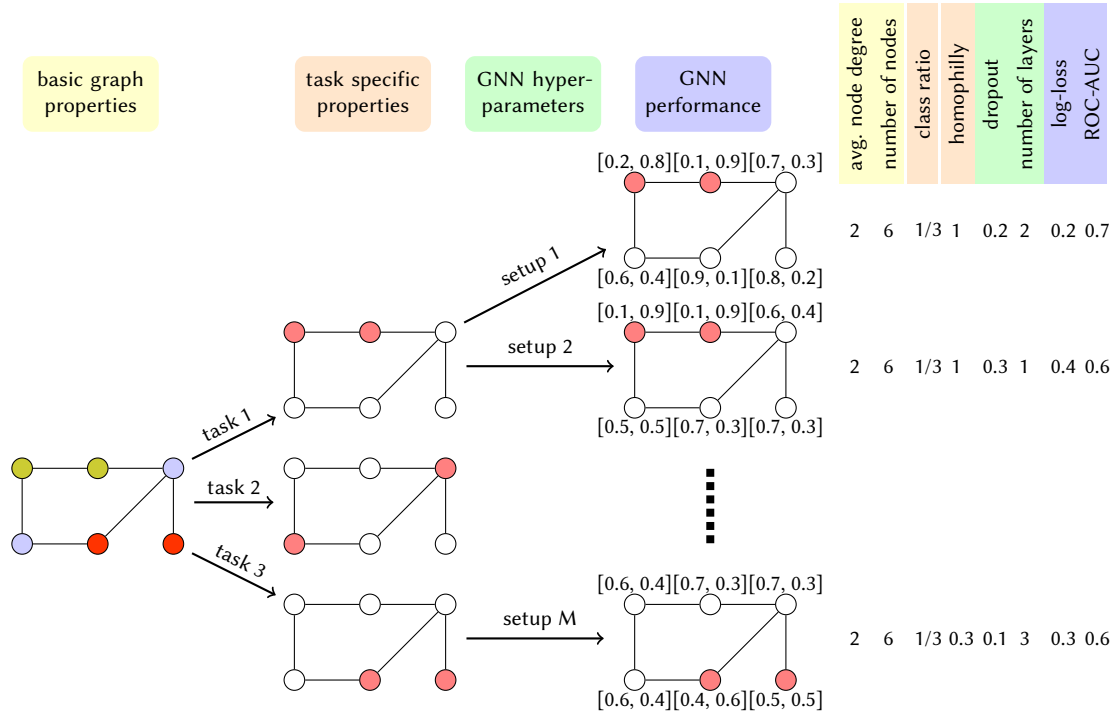 basic graph
properties
task specific
properties
GNN hyper-
parameters
GNN
performance
avg. node degree
number of nodes
class ratio
homophilly
dropout
number of layers
log-loss
ROC-AUC
[0.2, 0.8][0.1, 0.9][0.7, 0.3]
2 6 1/3 1 0.2 2 0.2 0.7
setup 1
[0.6, 0.4][0.9, 0.1][0.8, 0.2]
[0.1, 0.9][0.1, 0.9][0.6, 0.4]
setup 2
2 6 1/3 1 0.3 1 0.4 0.6
task 1
[0.5, 0.5][0.7, 0.3][0.7, 0.3]
task 2
task 3
[0.6, 0.4][0.7, 0.3][0.7, 0.3]
setup M
2 6 1/3 0.3 0.1 3 0.3 0.6
[0.6, 0.4][0.4, 0.6][0.5, 0.5]